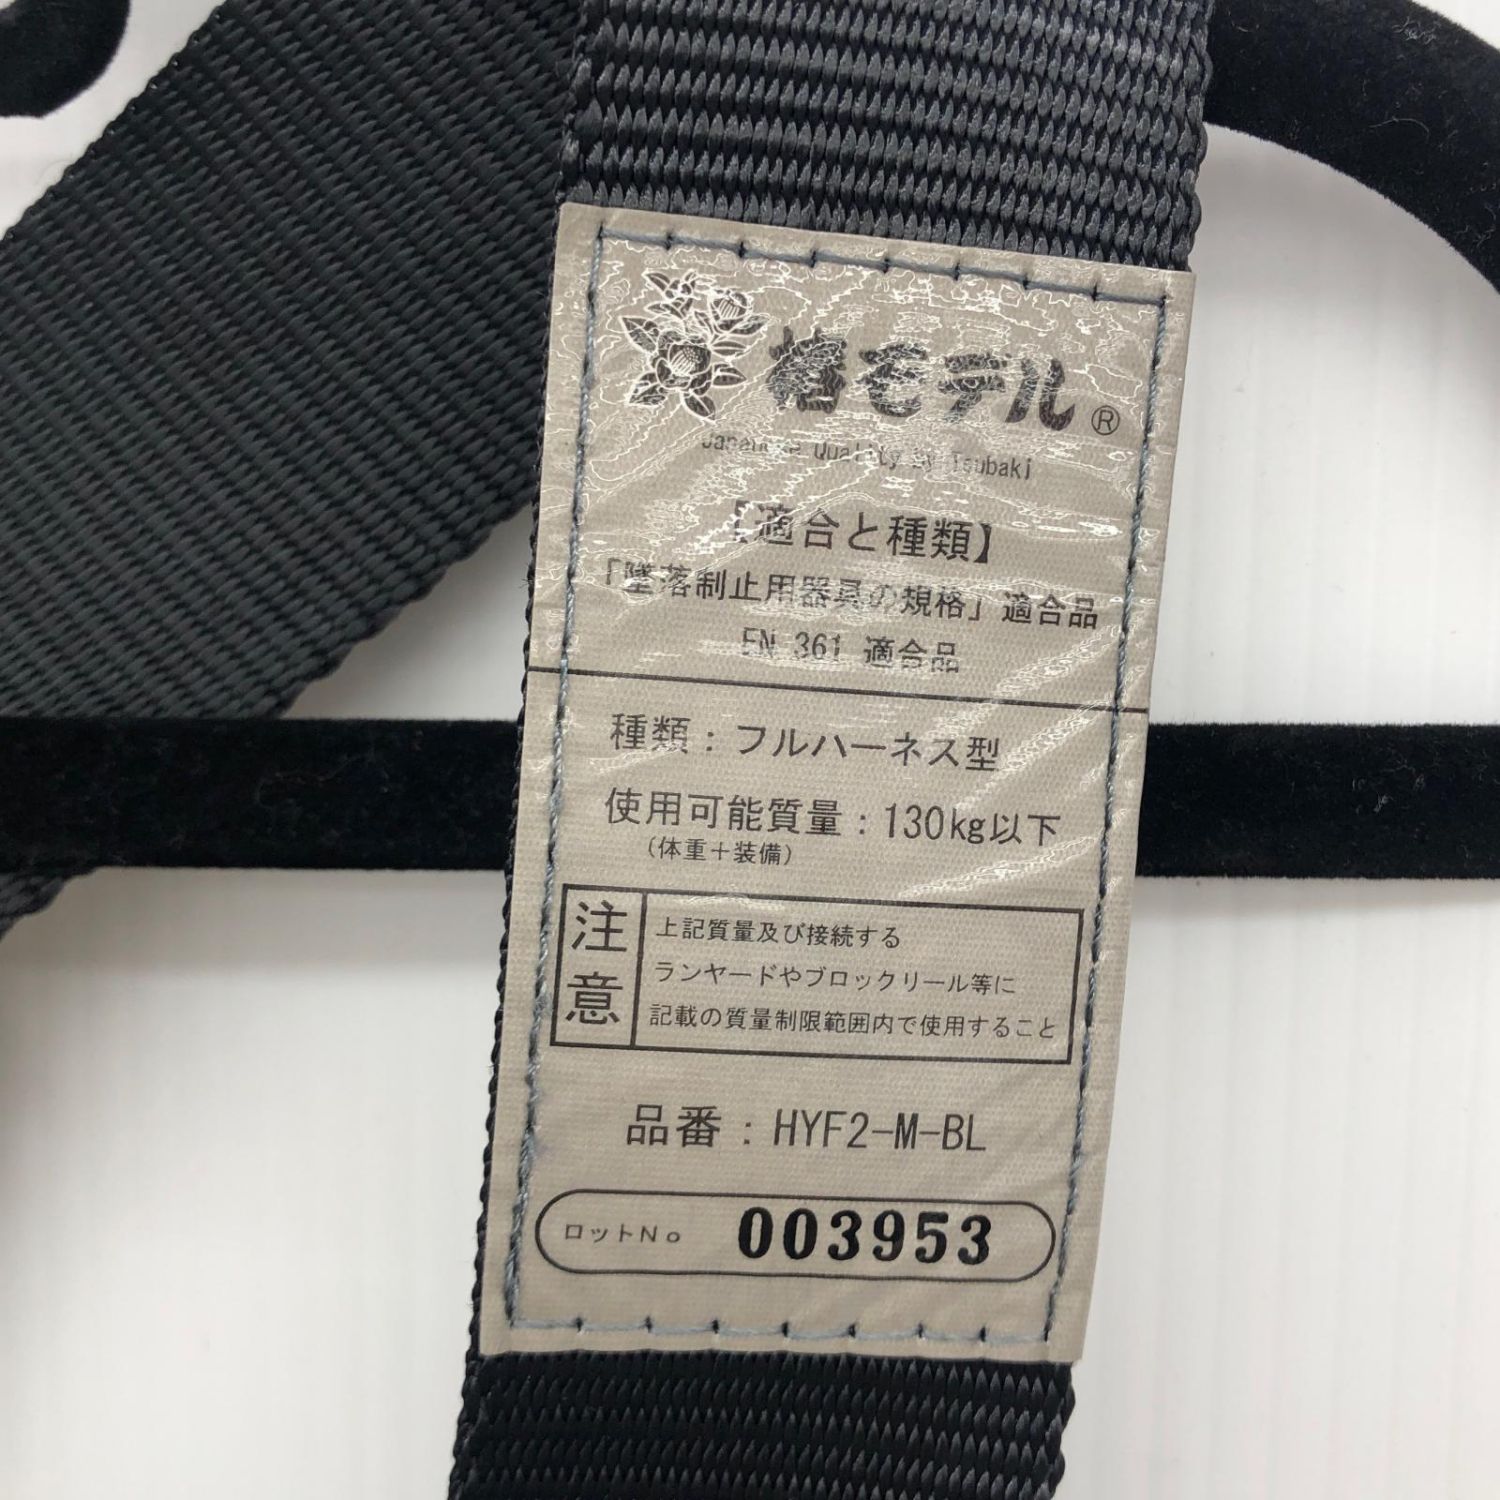 椿モデル®
Japanese Quality by Tsubaki
【適合と種類】
「墜落制止用器具の規格」適合品
EN 361 適合品
種類：フルハーネス型
使用可能質量：130kg以下
(体重＋装備)
注意
上記質量及び接続する
ランヤードやブロックリール等に
記載の質量制限範囲内で使用すること
品番：HYF2-M-BL
ロットNo 003953